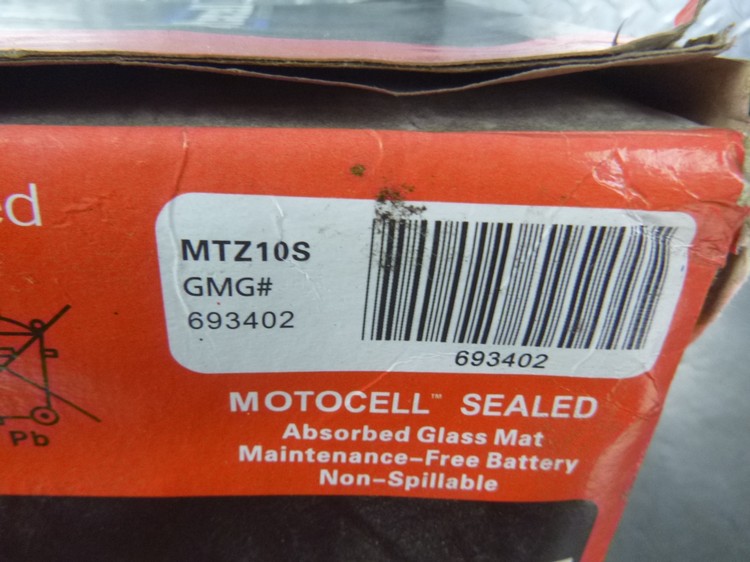 MTZ10S
GMG#
693402
693402
MOTOCELL™ SEALED
Absorbed Glass Mat
Maintenance-Free Battery
Non-Spillable
Pb